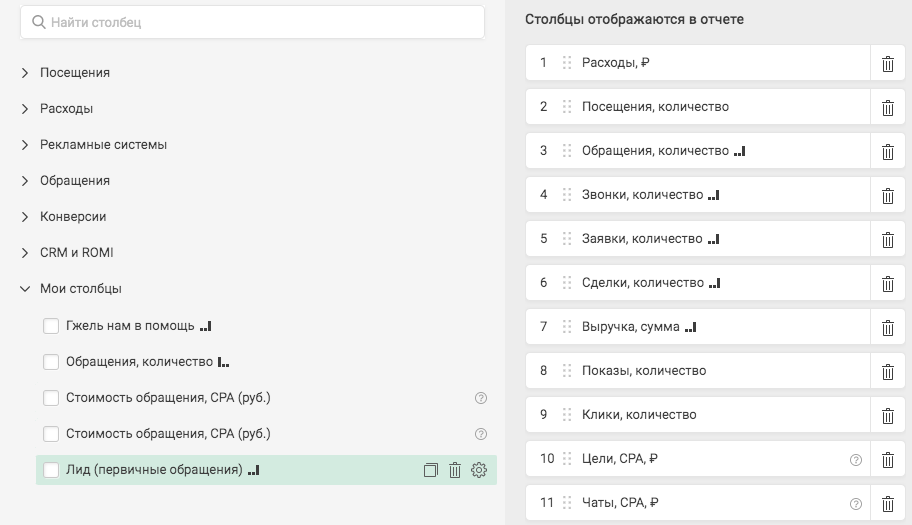 Найти столбец
Посещения
Расходы
Рекламные системы
Обращения
Конверсии
CRM и ROMI
Мои столбцы
Гжель нам в помощь
Обращения, количество
Стоимость обращения, CPA (руб.)
?
Стоимость обращения, CPA (руб.)
?
Лид (первичные обращения)
Столбцы отображаются в отчете
1 Расходы, ₽
2 Посещения, количество
3 Обращения, количество
4 Звонки, количество
5 Заявки, количество
6 Сделки, количество
7 Выручка, сумма
8 Показы, количество
9 Клики, количество
10 Цели, CPA, ₽ ?
11 Чаты, CPA, ₽ ?